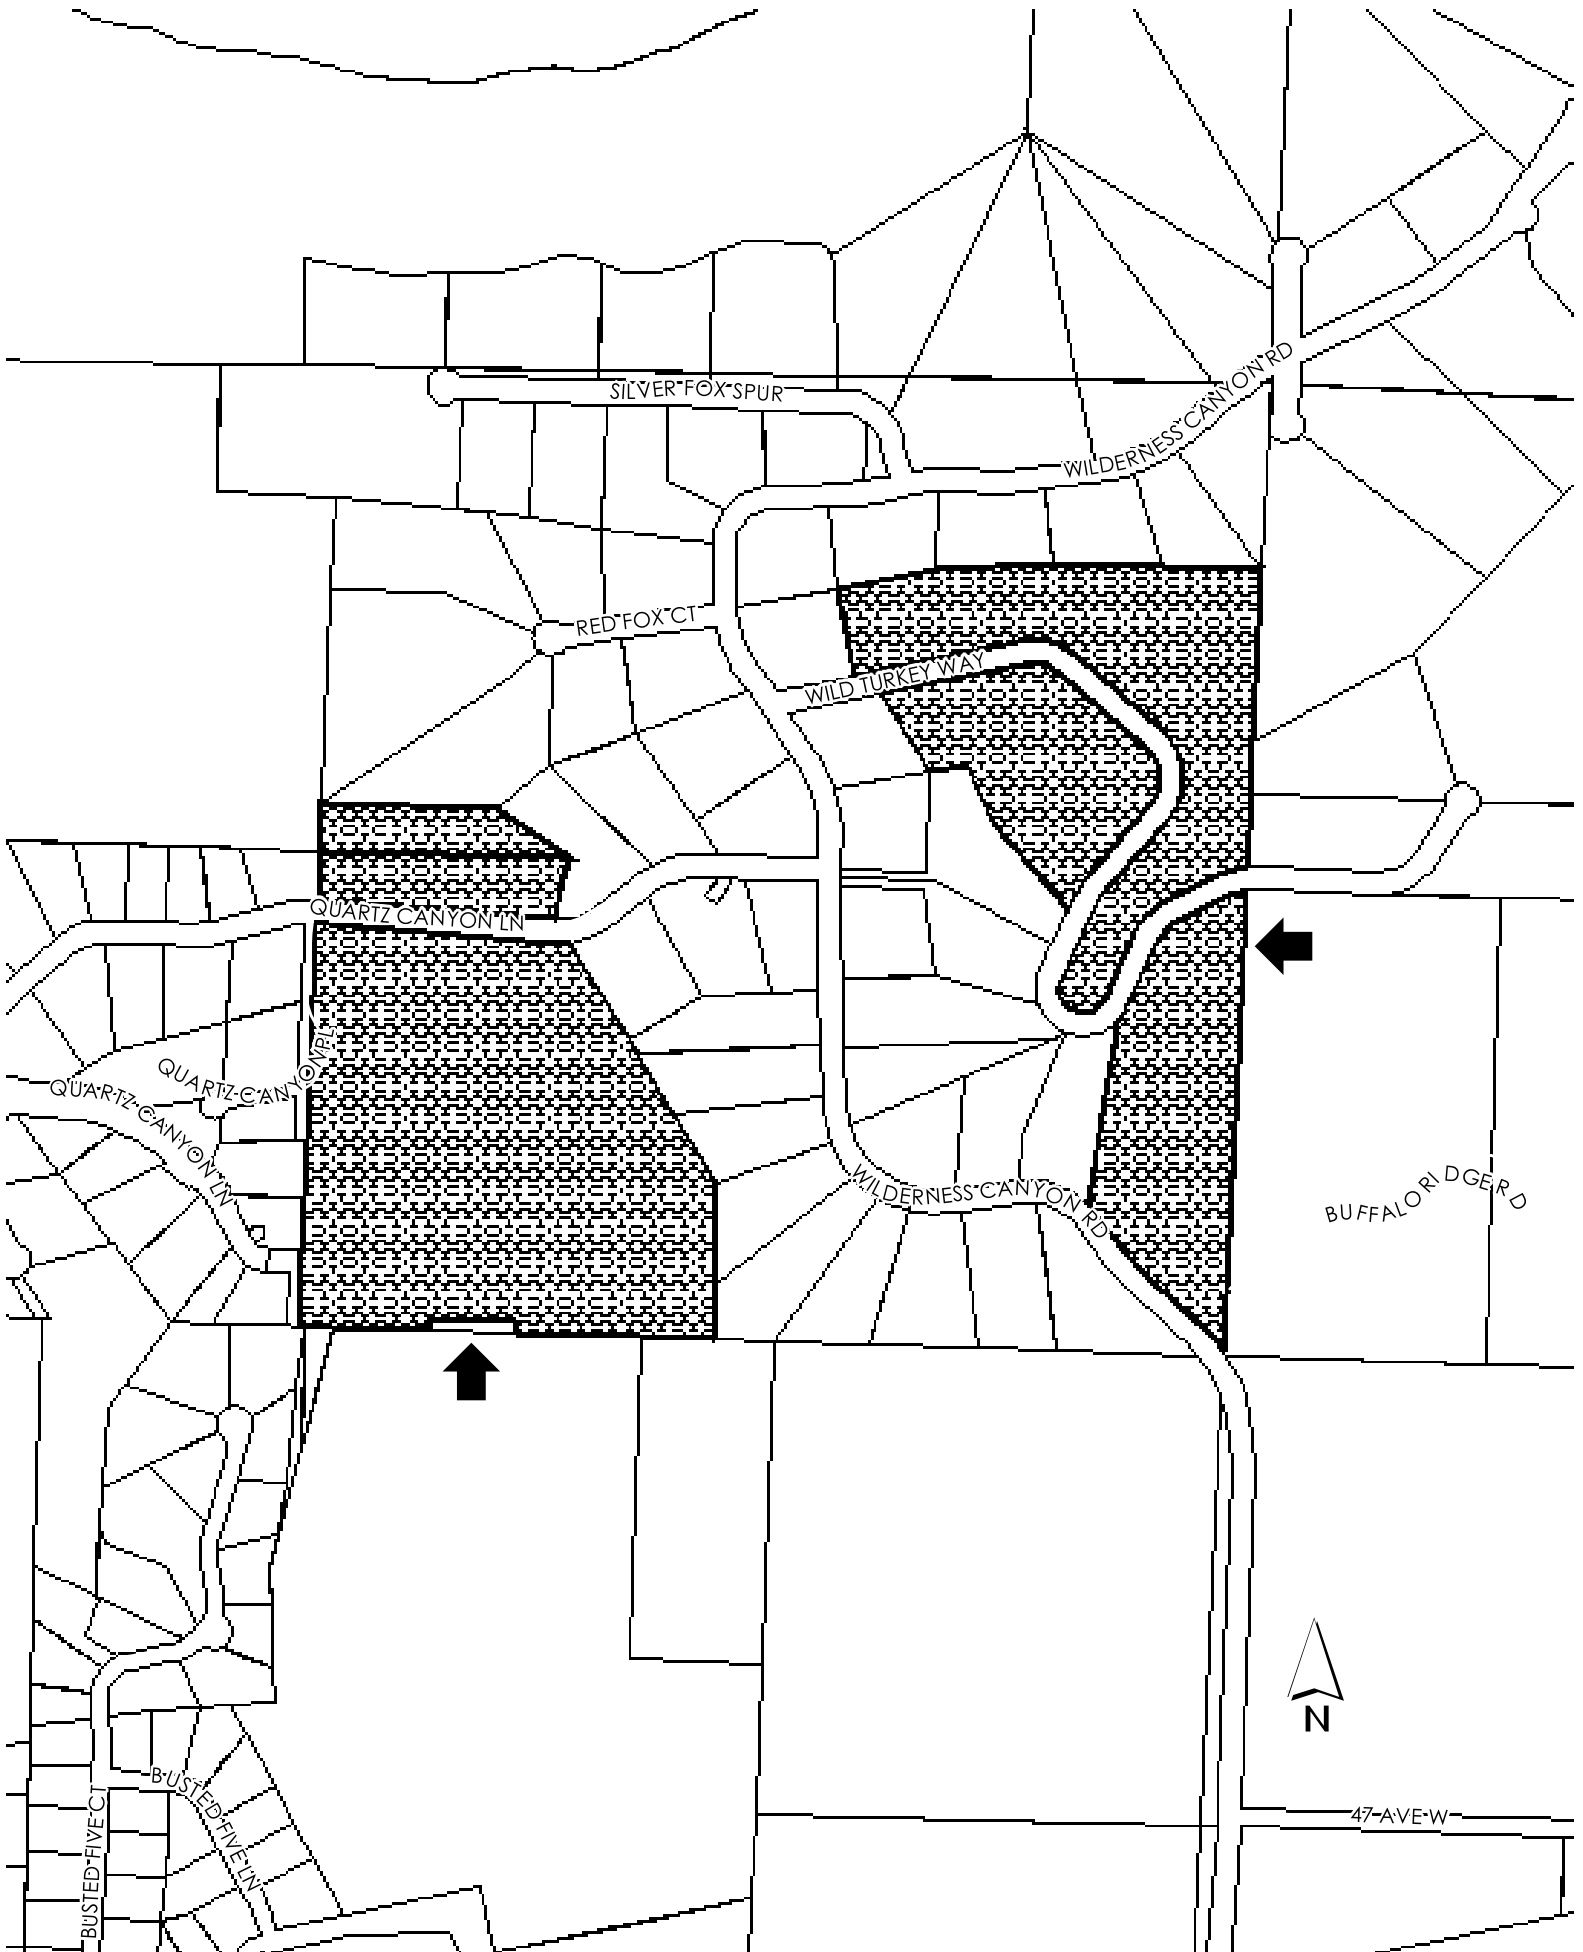 SILVER FOX SPUR
WILDERNESS CANYON RD
RED FOX CT
WILD TURKEY WAY
QUARTZ CANYON LN
QUARTZ CANYON PL
QUARTZ CANYON LN
WILDERNESS CANYON RD
BUFFALO RIDGE RD
N
BUSTED FIVE CT
BUSTED FIVE LN
47 AVE W